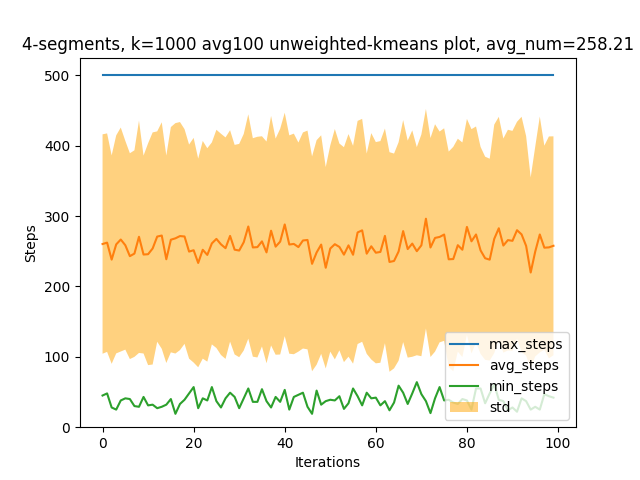 4-segments, k=1000 avg100 unweighted-kmeans plot, avg_num=258.21
500
400
300
200
100
0
Steps
max_steps
avg_steps
min_steps
std
0 20 40 60 80 100
Iterations